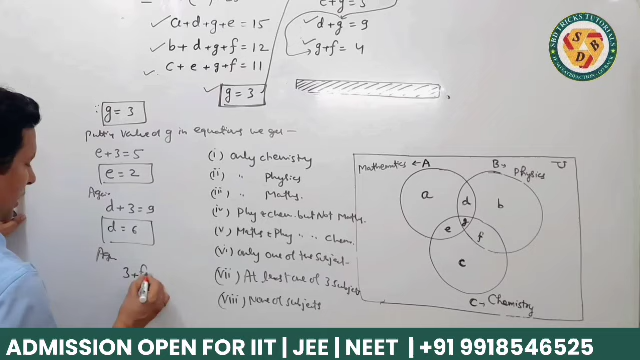 e+g=5
a+d+g+e=15
d+g=9
b+d+g+f=12
g+f=4
c+e+g+f=11
g=3
∵ g=3
putting value of g in equations we get-
e+3=5
e=2
Again
d+3=9
d=6
Again
3+f
(i) only chemistry
(ii) " physics
(iii) " Maths.
(iv) Phy & chem. but Not Maths.
(v) Maths & Phy " " Chem.
(vi) only one of the subject-
(vii) At least one of 3 subjects
(viii) None of subjects
Mathematics ← A
B → Physics
U
a
d
b
g
e
f
c
C → Chemistry
SBD TRICKS TUTORIALS
S
D
B
ADMISSION OPEN FOR IIT | JEE | NEET | +91 9918546525